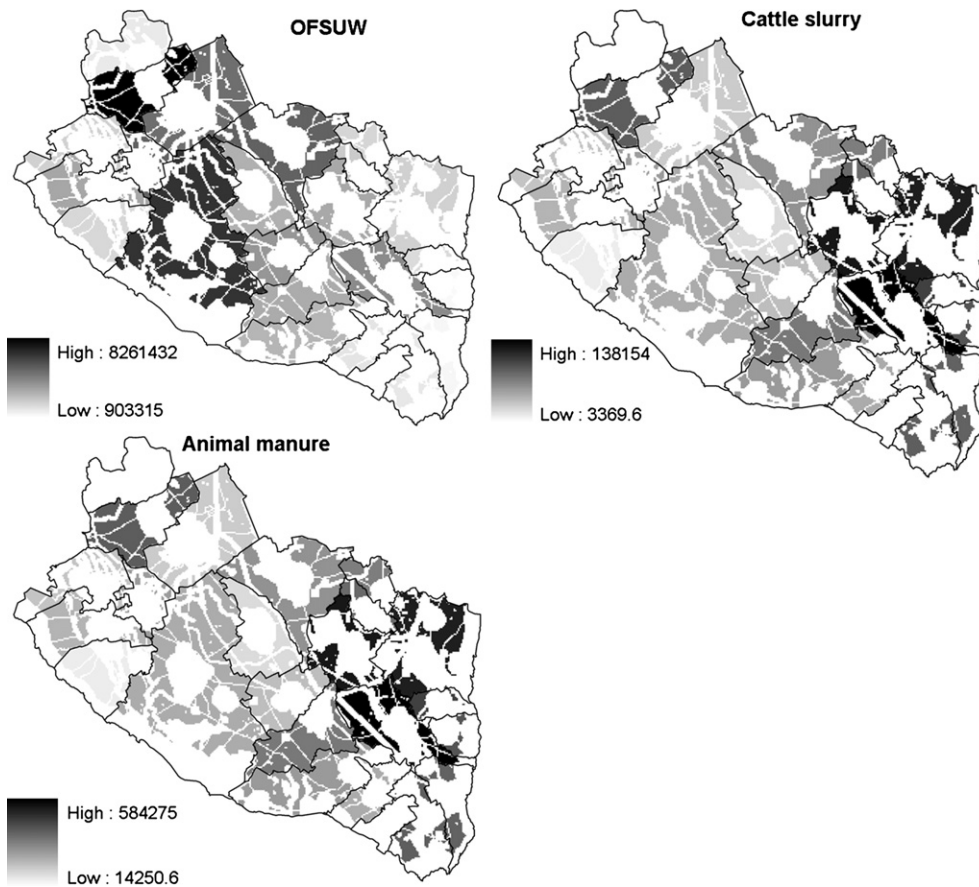 OFSUW
High : 8261432
Low : 903315
Cattle slurry
High : 138154
Low : 3369.6
Animal manure
High : 584275
Low : 14250.6